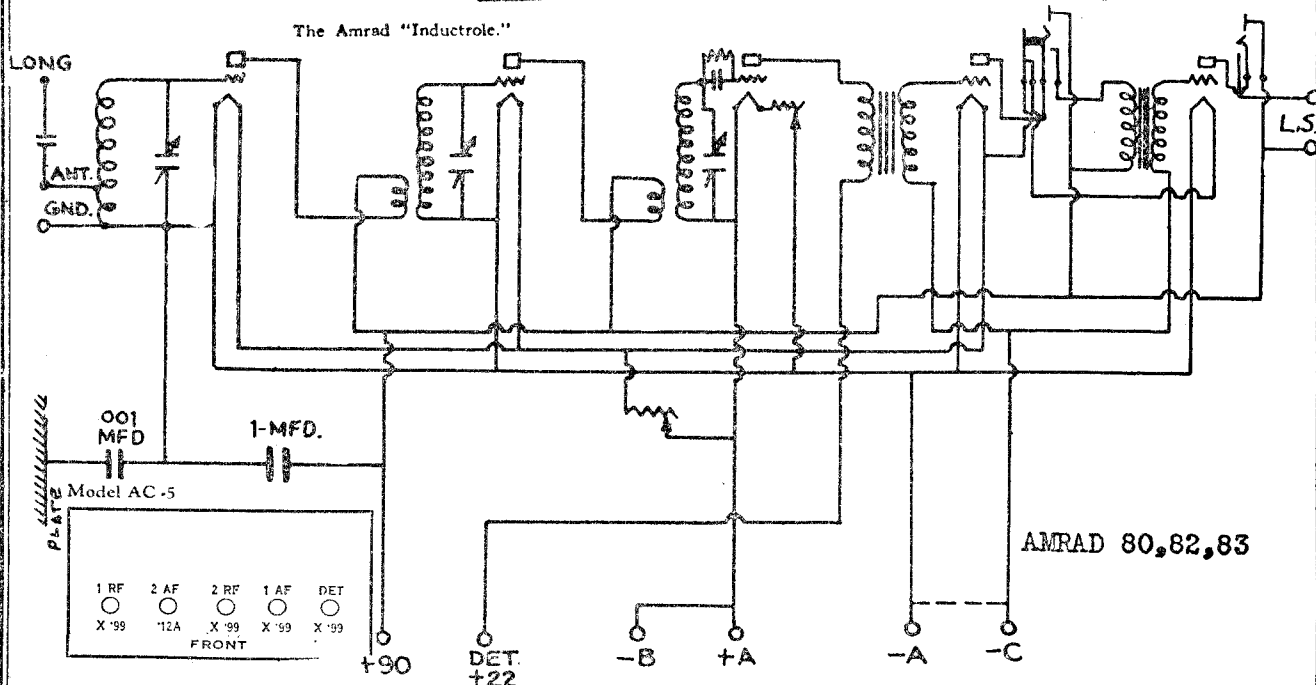 The Amrad "Inductrole."
LONG
ANT.
GND.
L.S.
001
MFD
1-MFD.
PLATE
Model AC-5
AMRAD 80,82,83
1 RF 2 AF 2 RF 1 AF DET
X '99 '12A X '99 X '99 X '99
FRONT
+90
DET.
+22
-B
+A
-A
-C